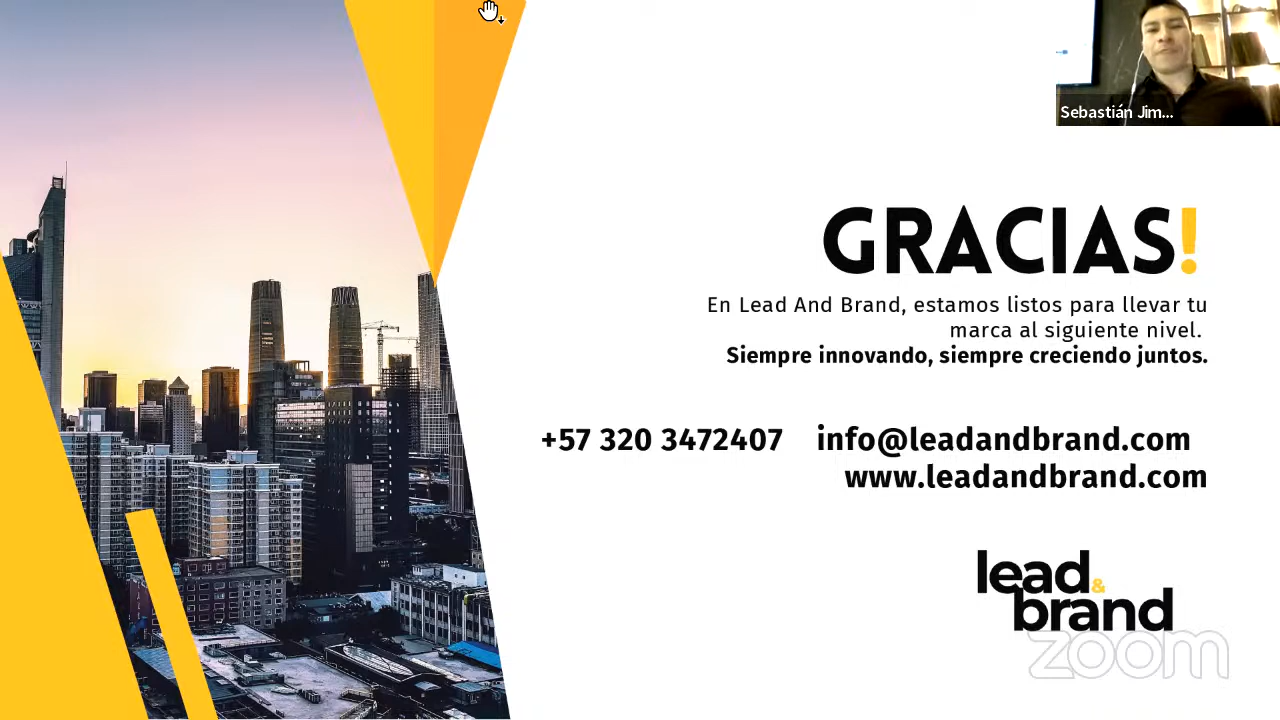 Sebastián Jim...
GRACIAS!
En Lead And Brand, estamos listos para llevar tu
marca al siguiente nivel.
Siempre innovando, siempre creciendo juntos.
+57 320 3472407 info@leadandbrand.com
www.leadandbrand.com
lead &
brand
zoom